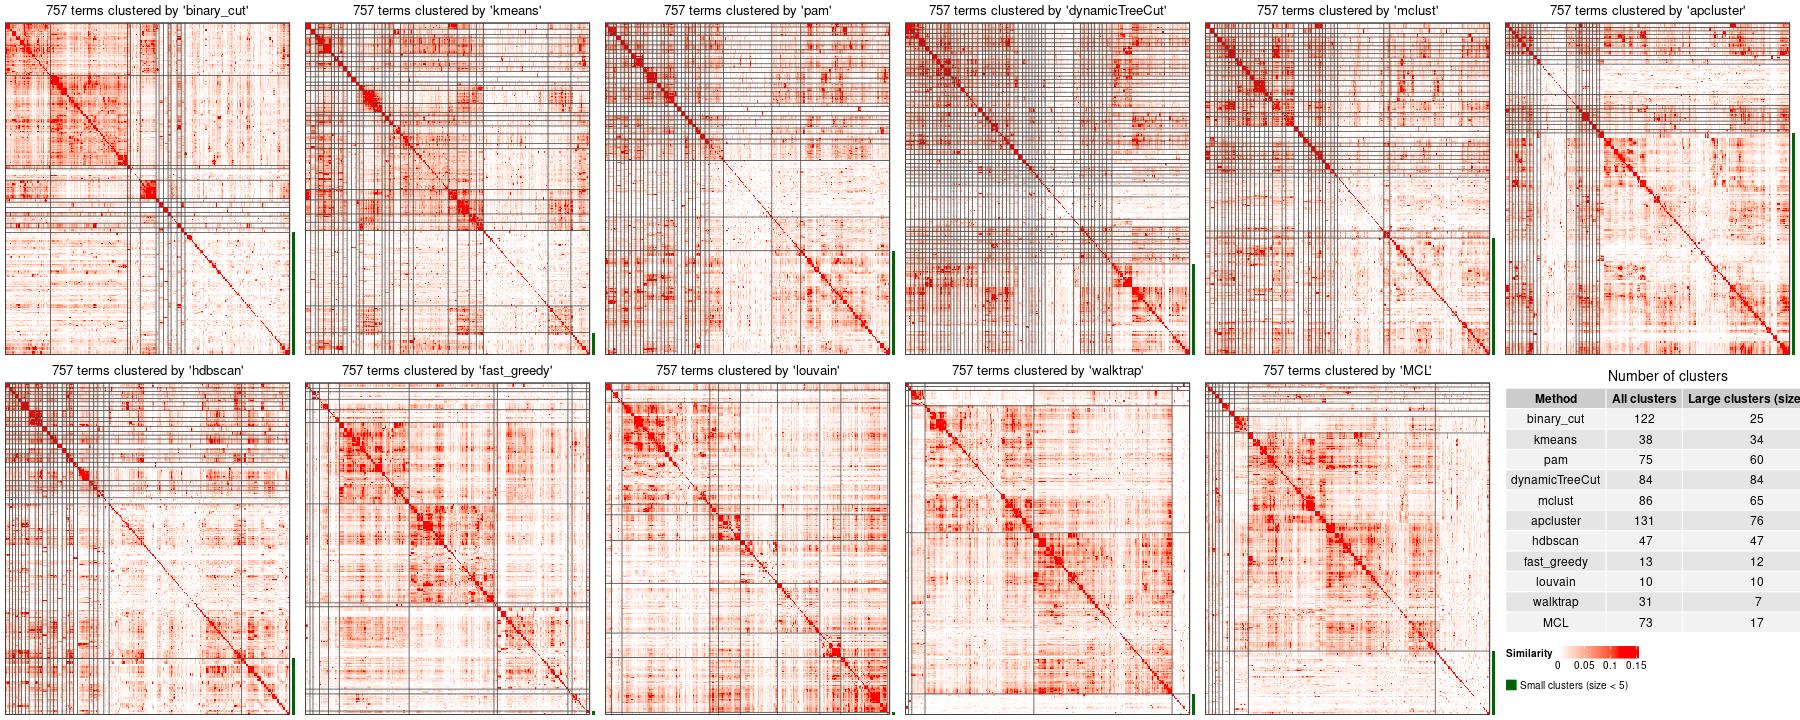 757 terms clustered by 'binary_cut'
757 terms clustered by 'kmeans'
757 terms clustered by 'pam'
757 terms clustered by 'dynamicTreeCut'
757 terms clustered by 'mclust'
757 terms clustered by 'apcluster'
757 terms clustered by 'hdbscan'
757 terms clustered by 'fast_greedy'
757 terms clustered by 'louvain'
757 terms clustered by 'walktrap'
757 terms clustered by 'MCL'
Number of clusters
Method All clusters Large clusters (size
binary_cut 122 25
kmeans 38 34
pam 75 60
dynamicTreeCut 84 84
mclust 86 65
apcluster 131 76
hdbscan 47 47
fast_greedy 13 12
louvain 10 10
walktrap 31 7
MCL 73 17
Similarity
0 0.05 0.1 0.15
Small clusters (size < 5)